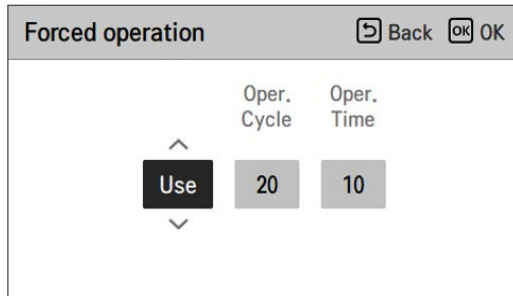 Forced operation Back OK OK
Oper. Oper.
Cycle Time
Use 20 10